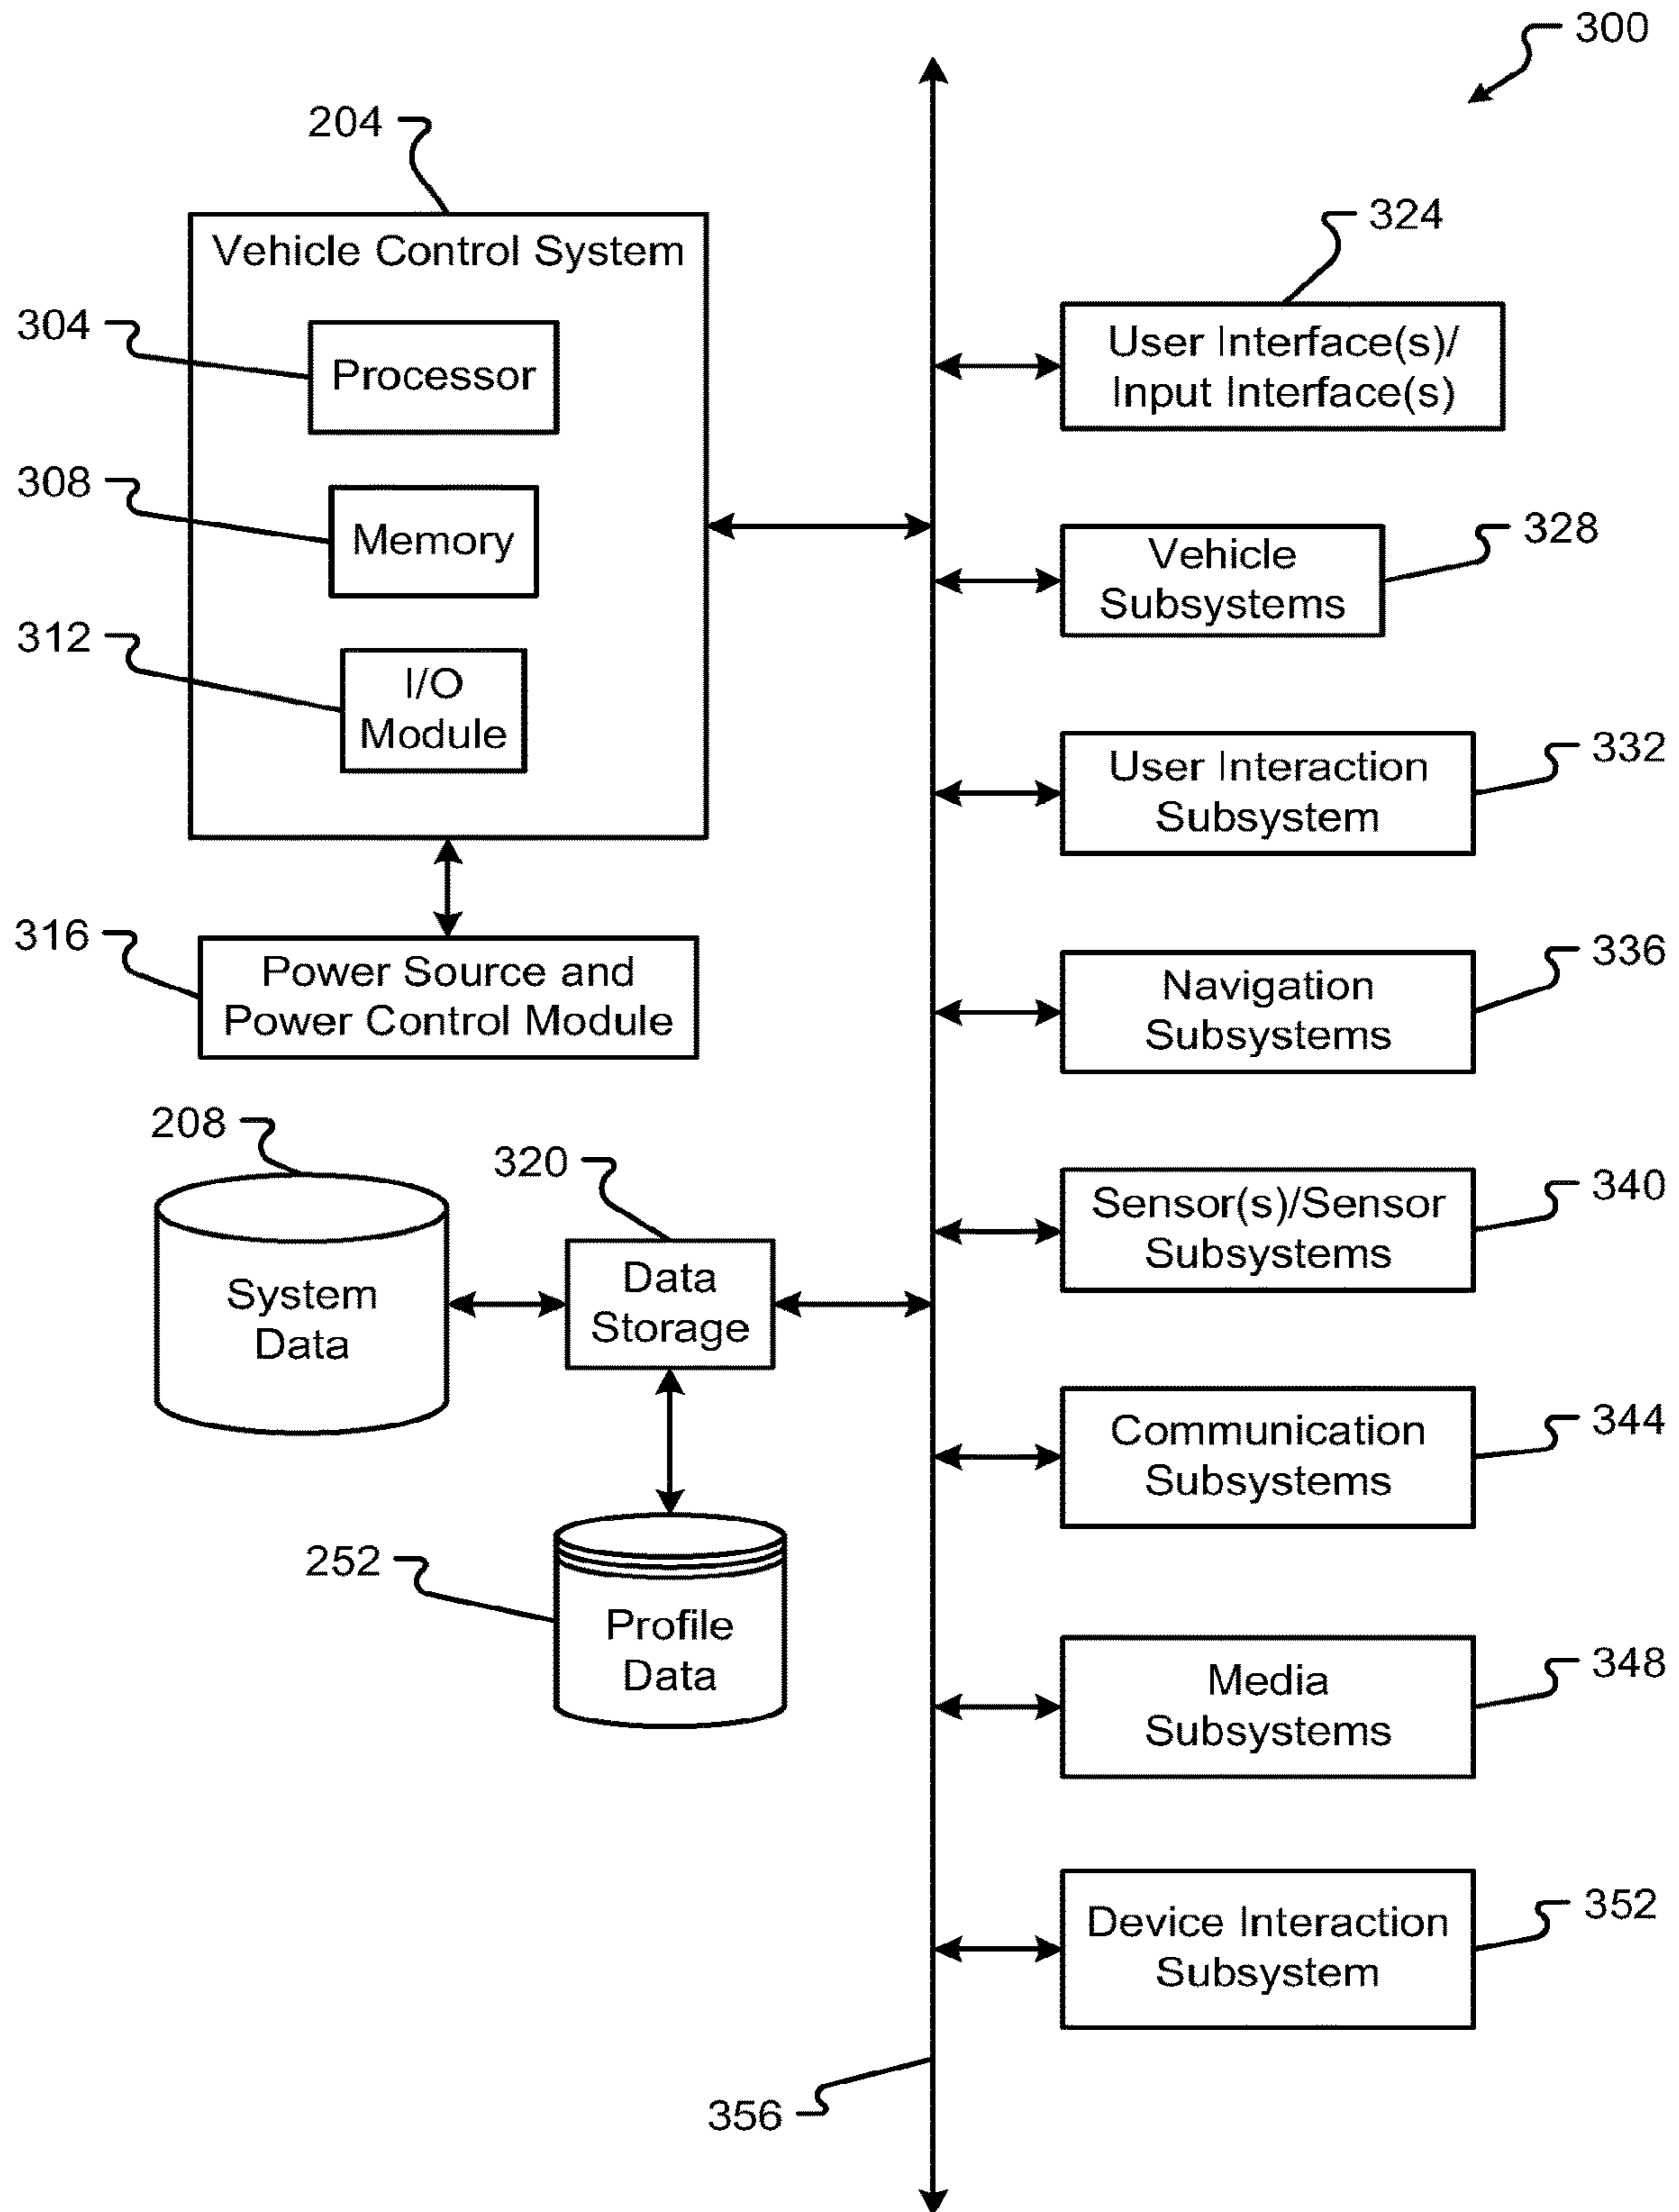 300
204
Vehicle Control System
324
304
Processor
User Interface(s)/
Input Interface(s)
308
Memory
328
Vehicle
Subsystems
312
I/O
Module
332
User Interaction
Subsystem
316
Power Source and
Power Control Module
336
Navigation
Subsystems
208
320
340
Sensor(s)/Sensor
Subsystems
System
Data
Data
Storage
344
Communication
Subsystems
252
Profile
Data
348
Media
Subsystems
352
Device Interaction
Subsystem
356